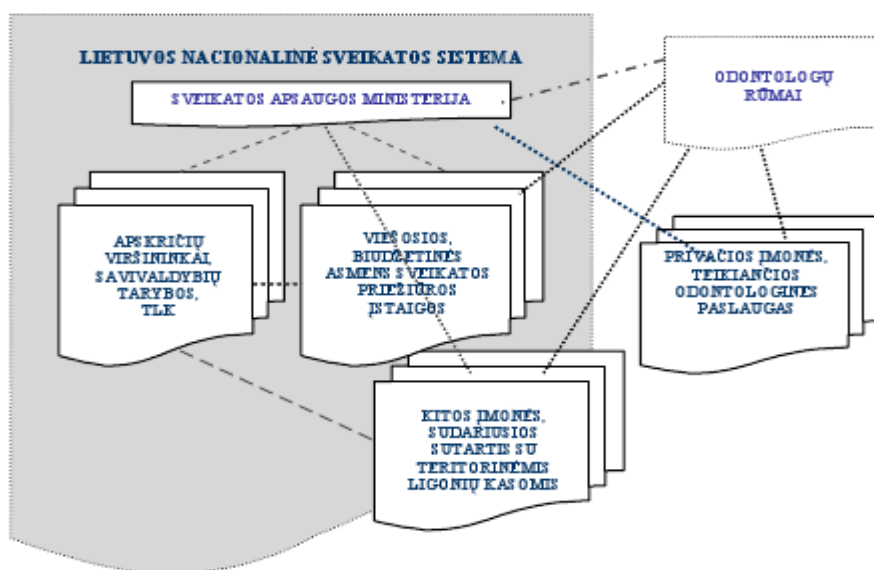 LIETUVOS NACIONALINĖ SVEIKATOS SISTEMA
SVEIKATOS APSAUGOS MINISTERIJA
ODONTOLOGŲ
RŪMAI
APSKRIČIŲ
VIRŠININKAI,
SAVIVALDYBIŲ
TARYBOS,
TLK
VIEŠOSIOS,
BIUDŽETINĖS
ASMENS SVEIKATOS
PRIEŽIŪROS
ĮSTAIGOS
PRIVAČIOS ĮMONĖS,
TEIKIANČIOS
ODONTOLOGINĖS
PASLAUGAS
KITOS ĮMONĖS,
SUDARIUSIOS
SUTARTIS SU
TERITORINĖMIS
LIGONIŲ KASOMIS